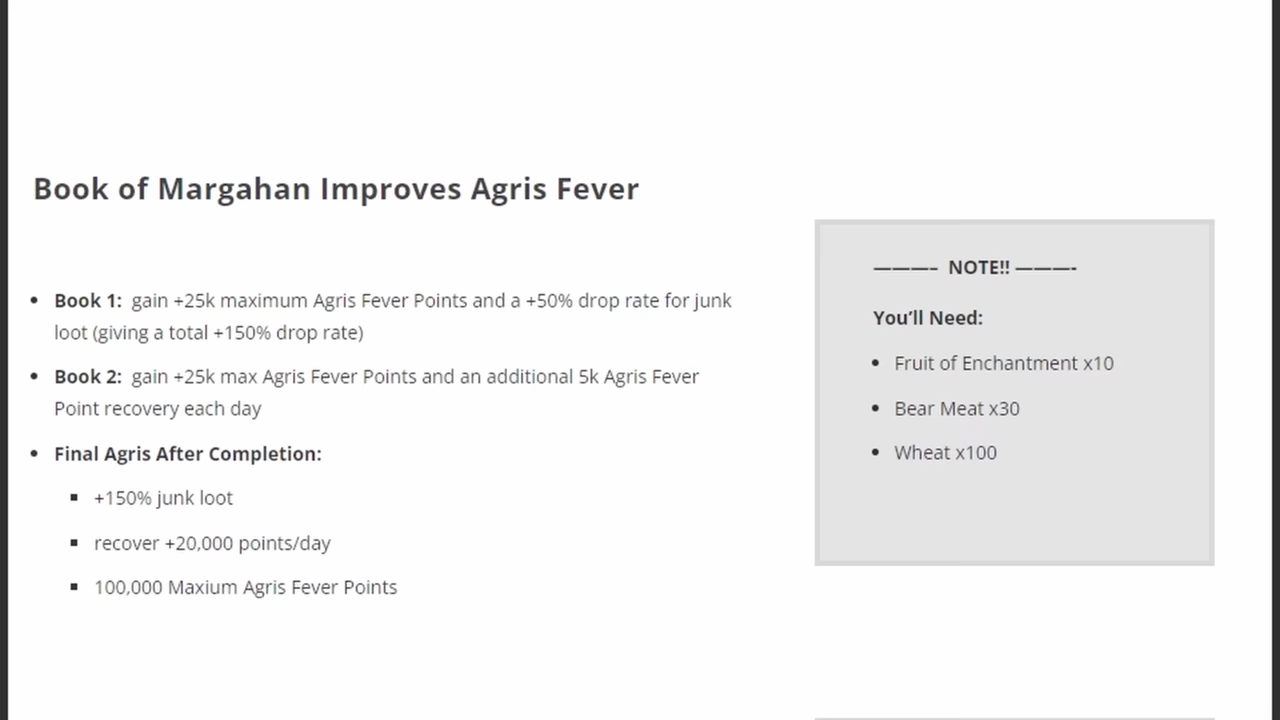 Book of Margahan Improves Agris Fever
Book 1: gain +25k maximum Agris Fever Points and a +50% drop rate for junk
loot (giving a total +150% drop rate)
Book 2: gain +25k max Agris Fever Points and an additional 5k Agris Fever
Point recovery each day
Final Agris After Completion:
+150% junk loot
recover +20,000 points/day
100,000 Maxium Agris Fever Points
———– NOTE!! ———-
You’ll Need:
Fruit of Enchantment x10
Bear Meat x30
Wheat x100